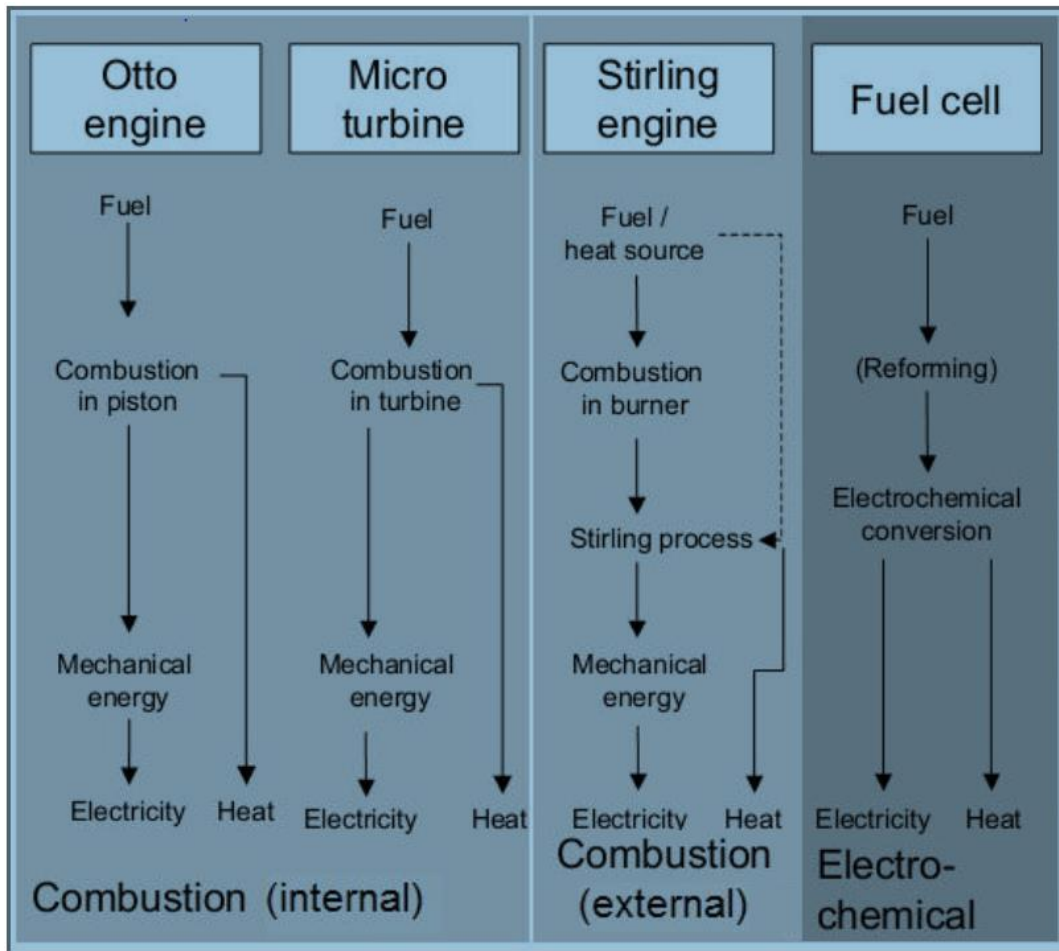 Otto
engine
Fuel
Combustion
in piston
Mechanical
energy
Electricity
Heat
Micro
turbine
Fuel
Combustion
in turbine
Mechanical
energy
Electricity
Heat
Combustion (internal)
Stirling
engine
Fuel /
heat source
Combustion
in burner
Stirling process
Mechanical
energy
Electricity
Heat
Combustion
(external)
Fuel cell
Fuel
(Reforming)
Electrochemical
conversion
Electricity
Heat
Electro-
chemical